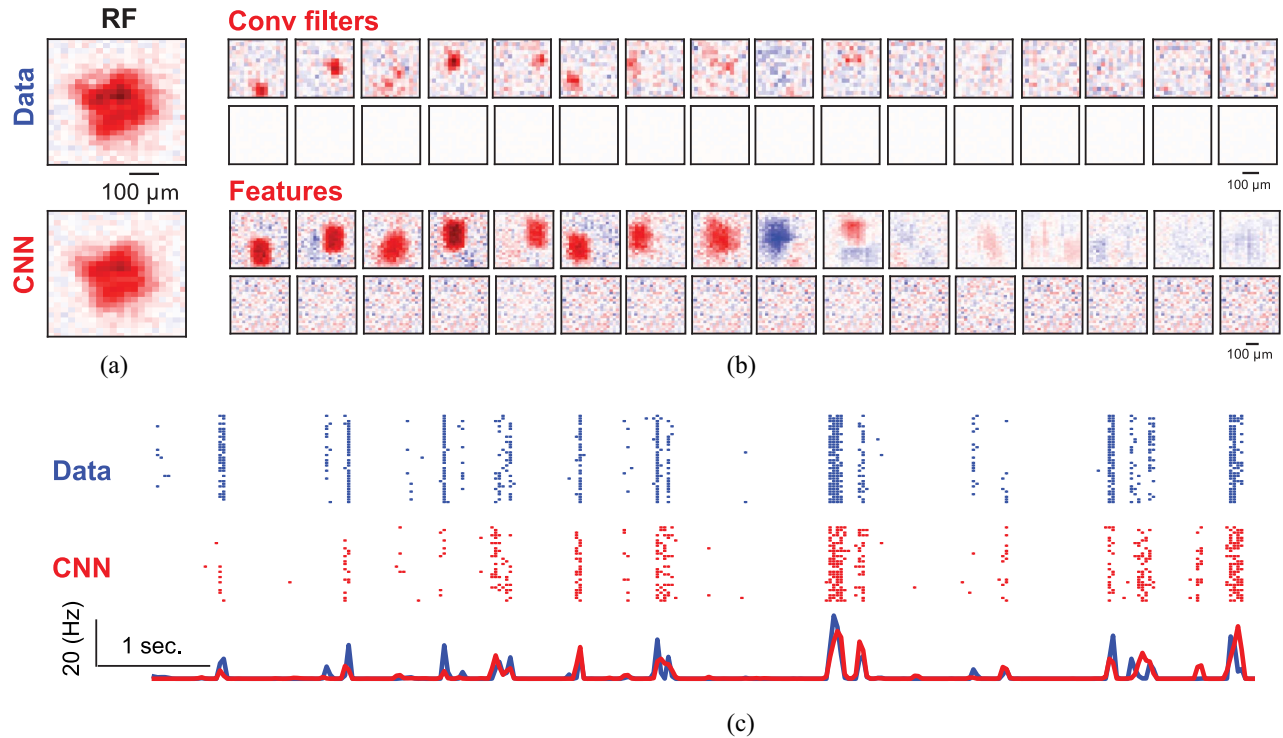 RF
Conv filters
Data
100 μm
100 μm
Features
CNN
100 μm
(a)
(b)
Data
CNN
20 (Hz)
1 sec.
(c)